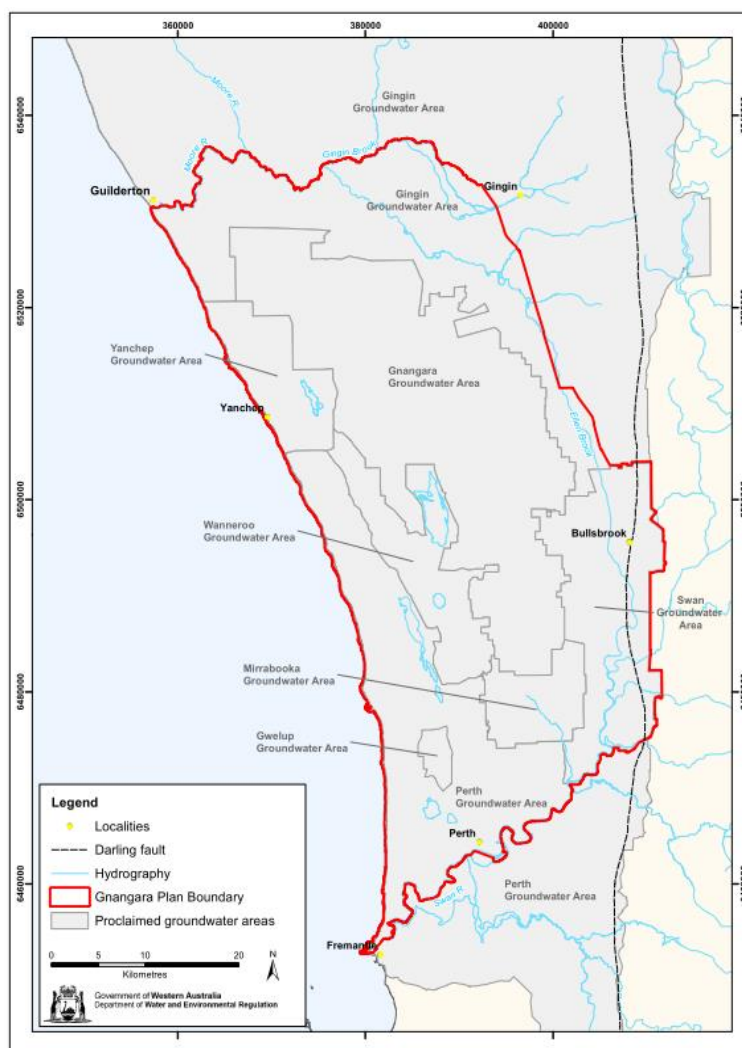 360000
380000
400000
6540000
6520000
6500000
6480000
6460000
Moore R.
Moore R.
Gingin Brook
Gingin
Groundwater Area
Guilderton
Gingin
Gingin
Groundwater Area
Yanchep
Groundwater Area
Gnangara
Groundwater Area
Yanchep
Ellen Brook
Wanneroo
Groundwater Area
Bullsbrook
Swan
Groundwater
Area
Mirrabooka
Groundwater Area
Gwelup
Groundwater Area
Perth
Groundwater Area
Perth
Perth
Groundwater Area
Swan R.
Fremantle
Legend
Localities
Darling fault
Hydrography
Gnangara Plan Boundary
Proclaimed groundwater areas
0 5 10 20
Kilometres
N
Government of Western Australia
Department of Water and Environmental Regulation